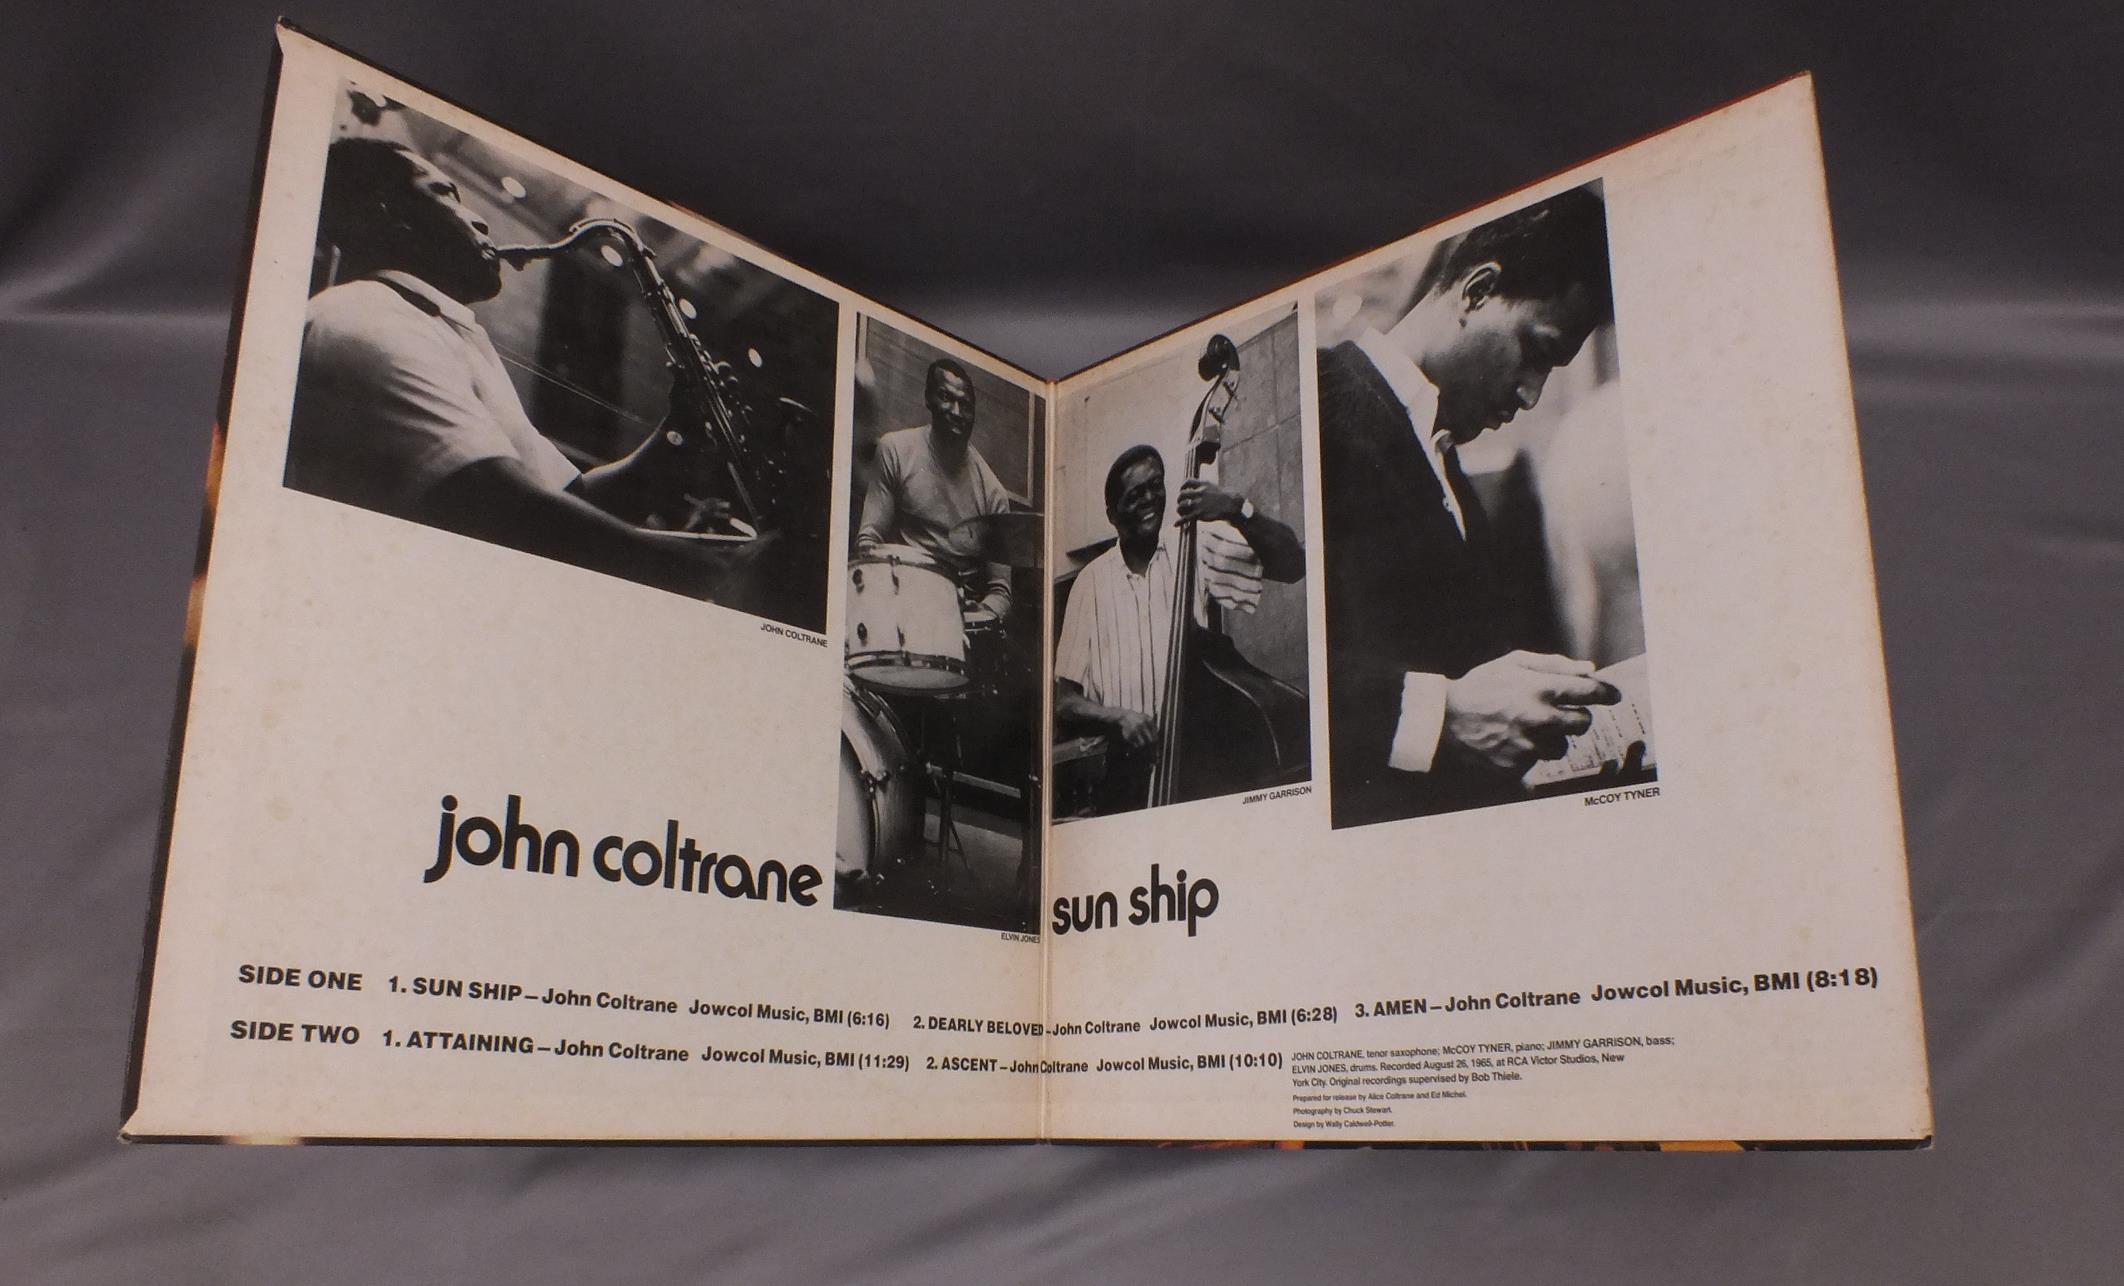 JOHN COLTRANE
ELVIN JONES
JIMMY GARRISON
McCOY TYNER
john coltrane sun ship
SIDE ONE 1. SUN SHIP – John Coltrane Jowcol Music, BMI (6:16) 2. DEARLY BELOVED – John Coltrane Jowcol Music, BMI (6:28) 3. AMEN – John Coltrane Jowcol Music, BMI (8:18)
SIDE TWO 1. ATTAINING – John Coltrane Jowcol Music, BMI (11:29) 2. ASCENT – John Coltrane Jowcol Music, BMI (10:10)
JOHN COLTRANE, tenor saxophone; McCOY TYNER, piano; JIMMY GARRISON, bass;
ELVIN JONES, drums. Recorded August 26, 1965, at RCA Victor Studios, New
York City. Original recordings supervised by Bob Thiele.
Prepared for release by Alice Coltrane and Ed Michel.
Photography by Chuck Stewart.
Design by Wally Caldwell-Potter.